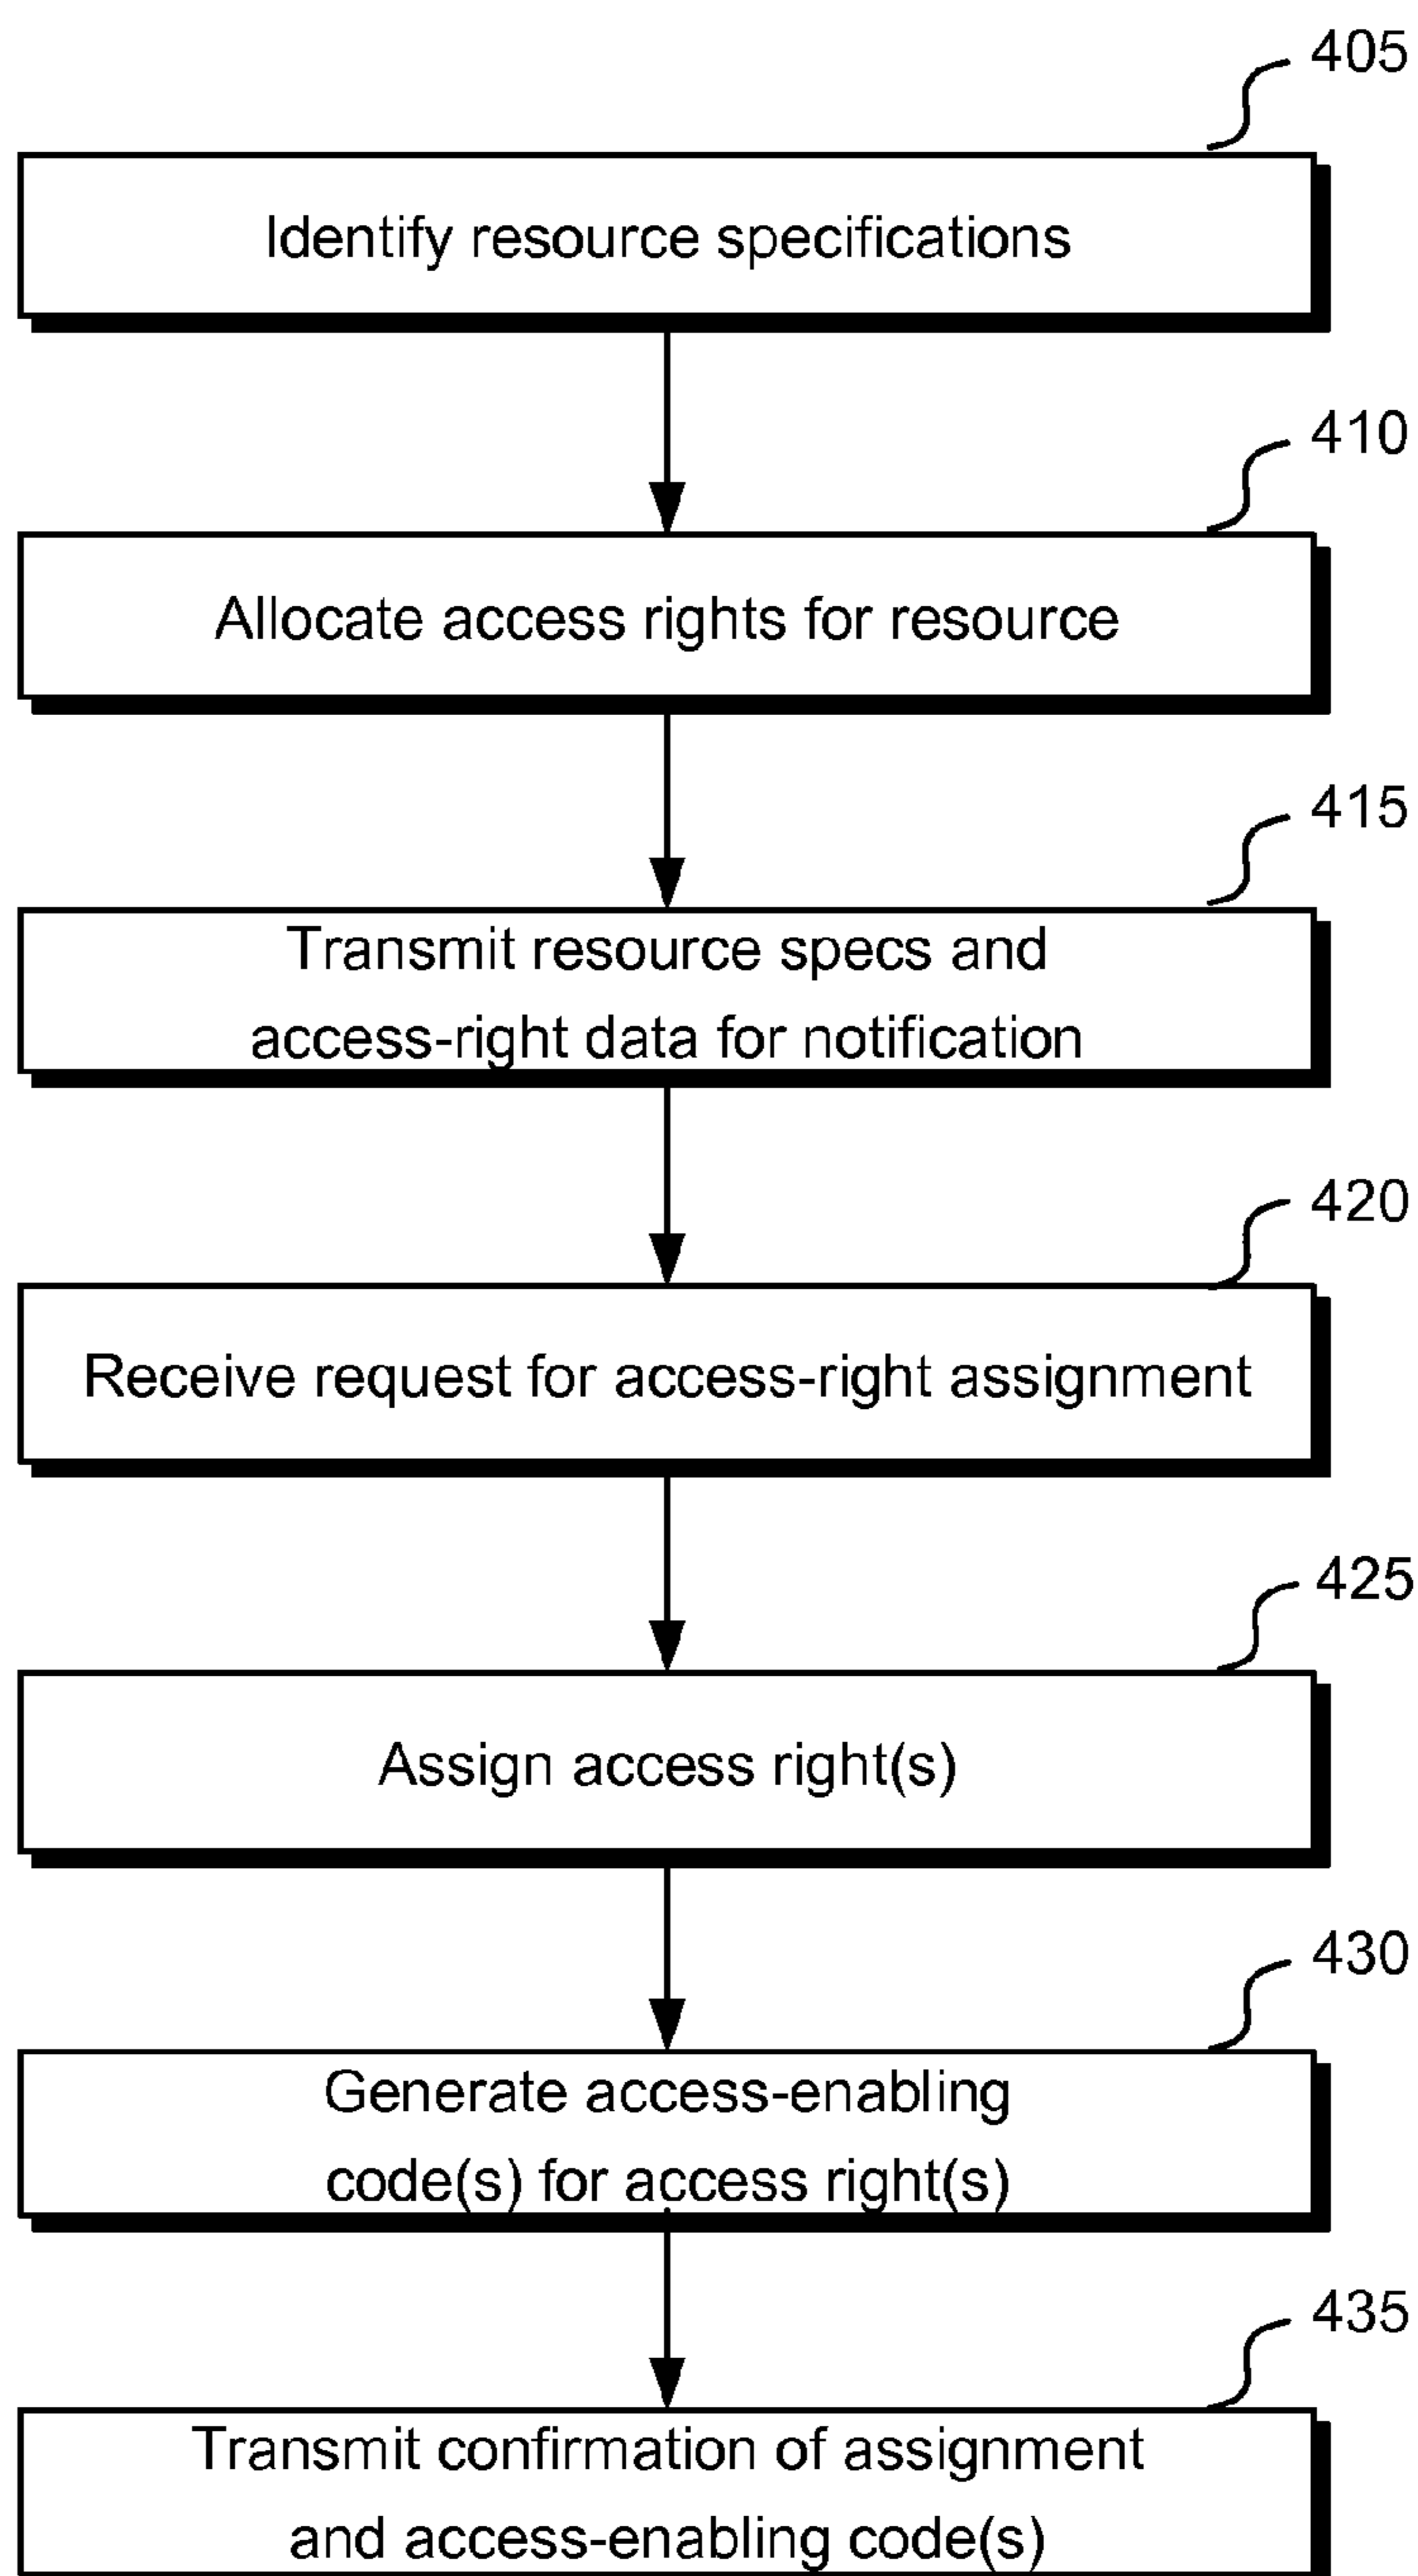 405
Identify resource specifications
410
Allocate access rights for resource
415
Transmit resource specs and
access-right data for notification
420
Receive request for access-right assignment
425
Assign access right(s)
430
Generate access-enabling
code(s) for access right(s)
435
Transmit confirmation of assignment
and access-enabling code(s)